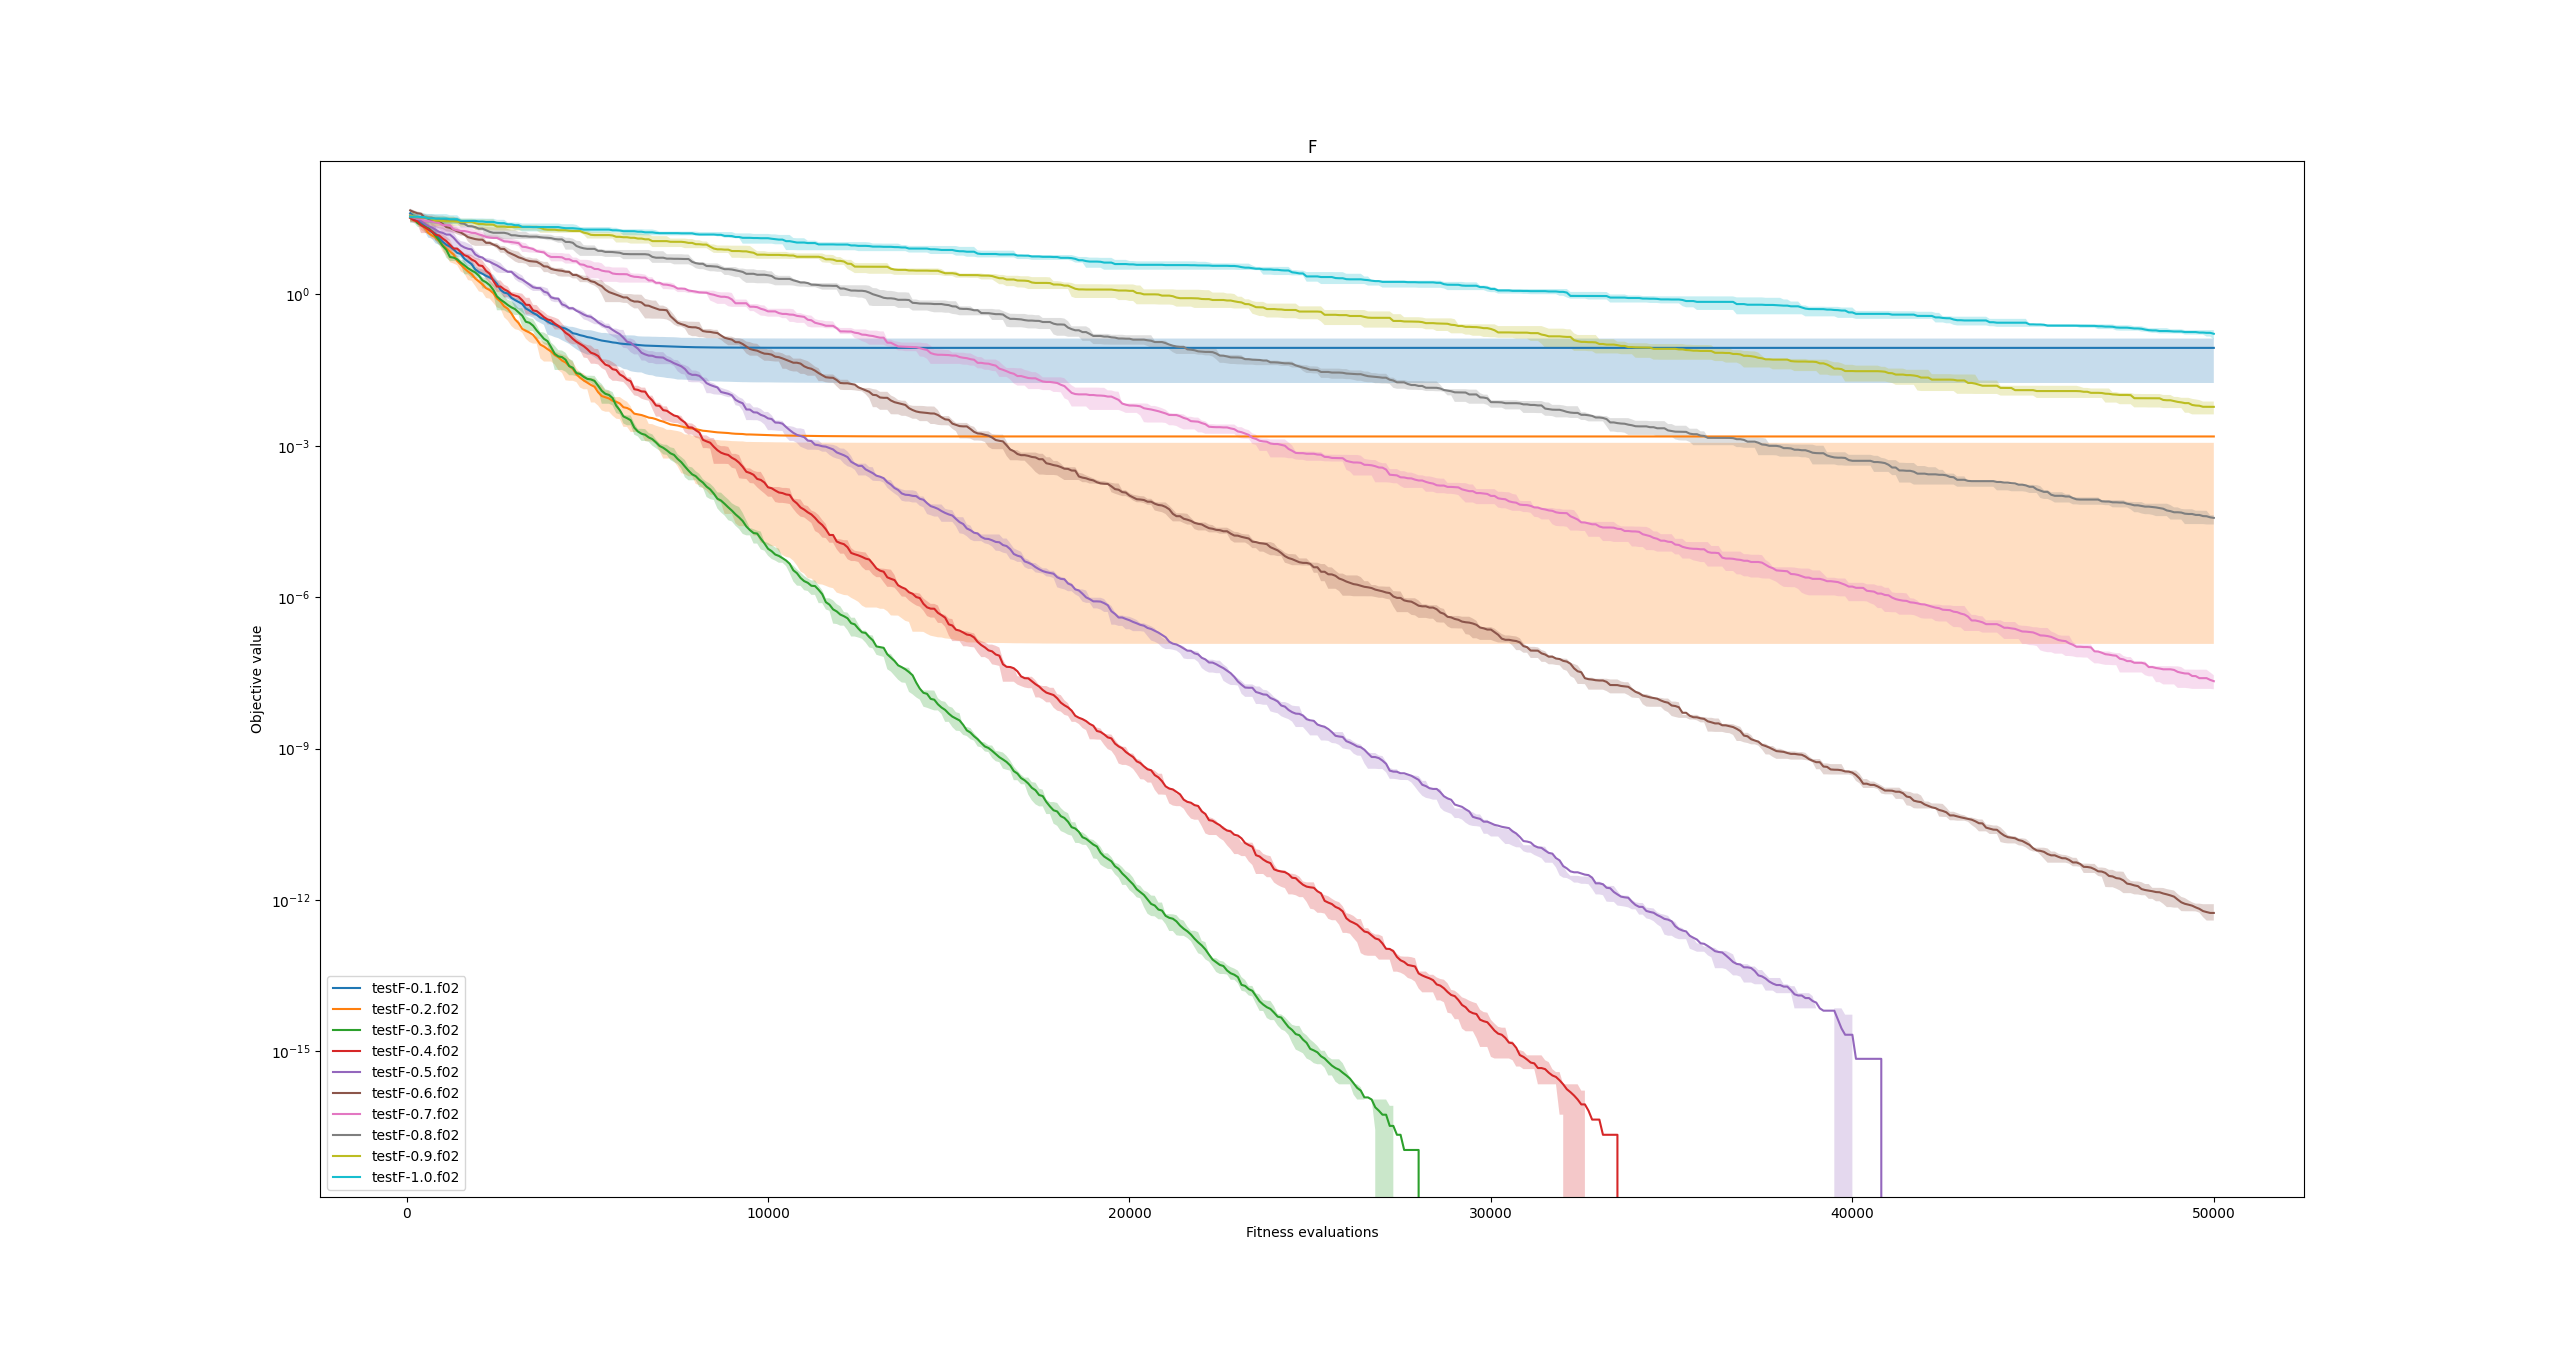 F
Objective value
10⁰
10⁻³
10⁻⁶
10⁻⁹
10⁻¹²
10⁻¹⁵
testF-0.1.f02
testF-0.2.f02
testF-0.3.f02
testF-0.4.f02
testF-0.5.f02
testF-0.6.f02
testF-0.7.f02
testF-0.8.f02
testF-0.9.f02
testF-1.0.f02
0 10000 20000 30000 40000 50000
Fitness evaluations